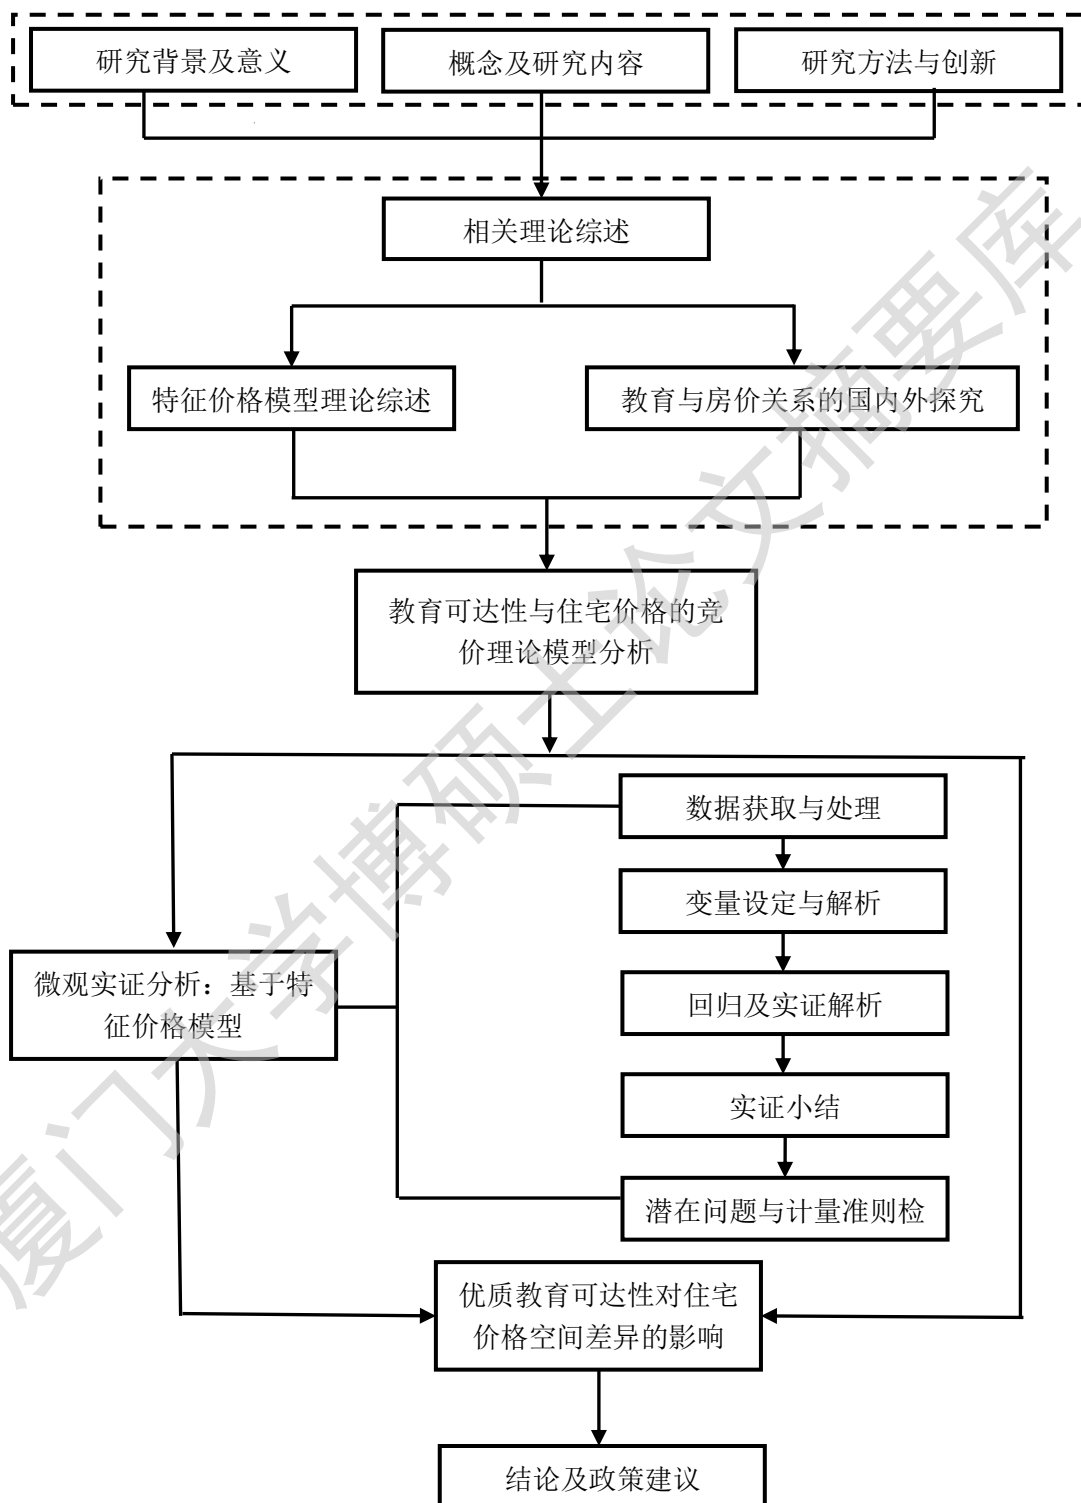 研究背景及意义
概念及研究内容
研究方法与创新
相关理论综述
特征价格模型理论综述
教育与房价关系的国内外探究
教育可达性与住宅价格的竞
价理论模型分析
数据获取与处理
变量设定与解析
微观实证分析：基于特
征价格模型
回归及实证解析
实证小结
潜在问题与计量准则检
优质教育可达性对住宅
价格空间差异的影响
结论及政策建议
厦门大学博硕士论文摘要库